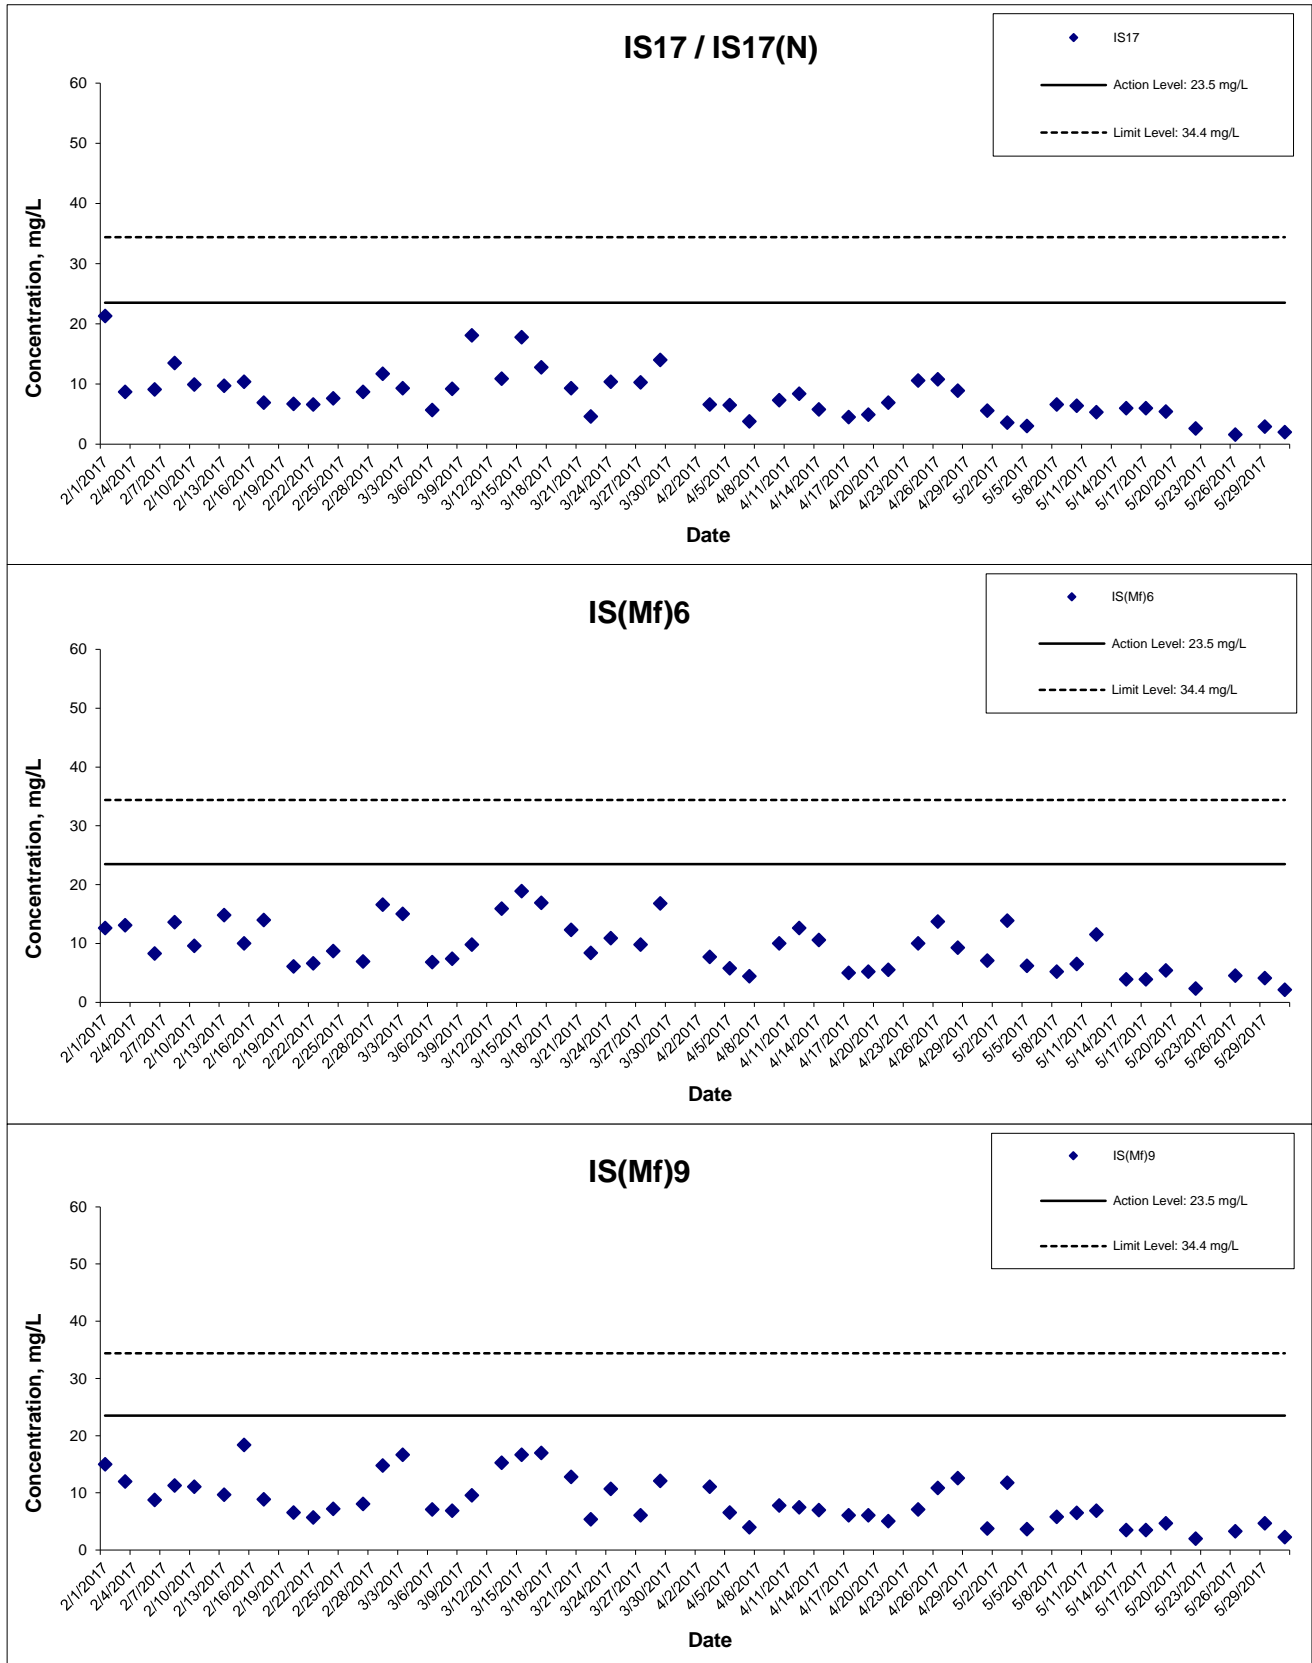 IS17 / IS17(N)
IS17
Action Level: 23.5 mg/L
Limit Level: 34.4 mg/L
Concentration, mg/L
60
50
40
30
20
10
0
2/1/2017 2/4/2017 2/7/2017 2/10/2017 2/13/2017 2/16/2017 2/19/2017 2/22/2017 2/25/2017 2/28/2017 3/3/2017 3/6/2017 3/9/2017 3/12/2017 3/15/2017 3/18/2017 3/21/2017 3/24/2017 3/27/2017 3/30/2017 4/2/2017 4/5/2017 4/8/2017 4/11/2017 4/14/2017 4/17/2017 4/20/2017 4/23/2017 4/26/2017 4/29/2017 5/2/2017 5/5/2017 5/8/2017 5/11/2017 5/14/2017 5/17/2017 5/20/2017 5/23/2017 5/26/2017 5/29/2017
Date
IS(Mf)6
IS(Mf)6
Action Level: 23.5 mg/L
Limit Level: 34.4 mg/L
Concentration, mg/L
60
50
40
30
20
10
0
2/1/2017 2/4/2017 2/7/2017 2/10/2017 2/13/2017 2/16/2017 2/19/2017 2/22/2017 2/25/2017 2/28/2017 3/3/2017 3/6/2017 3/9/2017 3/12/2017 3/15/2017 3/18/2017 3/21/2017 3/24/2017 3/27/2017 3/30/2017 4/2/2017 4/5/2017 4/8/2017 4/11/2017 4/14/2017 4/17/2017 4/20/2017 4/23/2017 4/26/2017 4/29/2017 5/2/2017 5/5/2017 5/8/2017 5/11/2017 5/14/2017 5/17/2017 5/20/2017 5/23/2017 5/26/2017 5/29/2017
Date
IS(Mf)9
IS(Mf)9
Action Level: 23.5 mg/L
Limit Level: 34.4 mg/L
Concentration, mg/L
60
50
40
30
20
10
0
2/1/2017 2/4/2017 2/7/2017 2/10/2017 2/13/2017 2/16/2017 2/19/2017 2/22/2017 2/25/2017 2/28/2017 3/3/2017 3/6/2017 3/9/2017 3/12/2017 3/15/2017 3/18/2017 3/21/2017 3/24/2017 3/27/2017 3/30/2017 4/2/2017 4/5/2017 4/8/2017 4/11/2017 4/14/2017 4/17/2017 4/20/2017 4/23/2017 4/26/2017 4/29/2017 5/2/2017 5/5/2017 5/8/2017 5/11/2017 5/14/2017 5/17/2017 5/20/2017 5/23/2017 5/26/2017 5/29/2017
Date